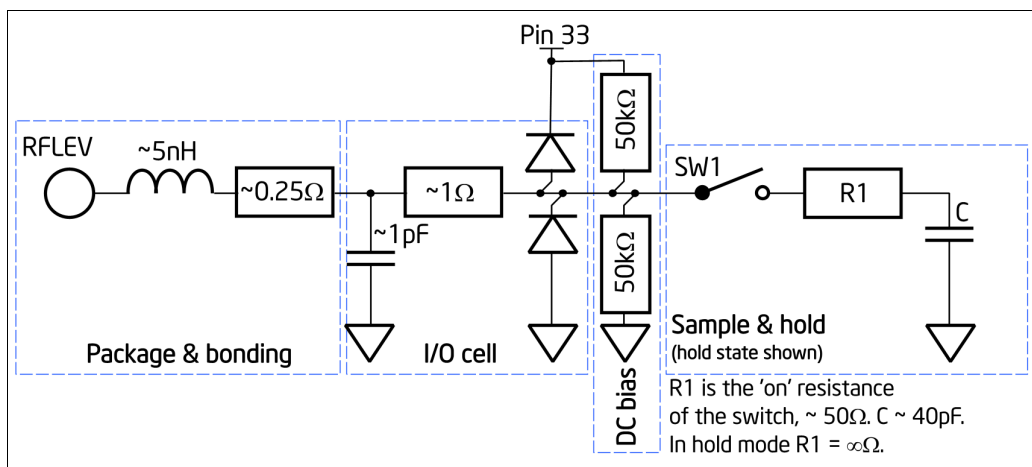 Pin 33
RFLEV
~5nH
~0.25Ω
~1pF
~1Ω
50kΩ
50kΩ
SW1
R1
C
Package & bonding
I/O cell
DC bias
Sample & hold
(hold state shown)
R1 is the 'on' resistance
of the switch, ~ 50Ω. C ~ 40pF.
In hold mode R1 = ∞Ω.